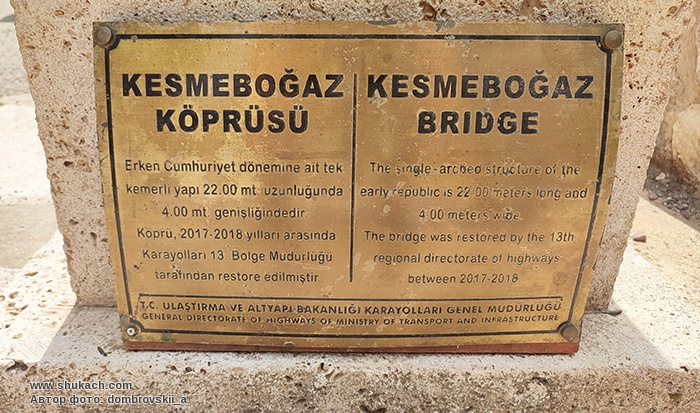 KESMEBOĞAZ
KÖPRÜSÜ
Erken Cumhuriyet dönemine ait tek
kemerli yapı 22.00 mt. uzunluğunda
4.00 mt. genişliğindedir.
Köprü, 2017-2018 yılları arasında
Karayolları 13. Bölge Müdürlüğü
tarafından restore edilmiştir.
KESMEBOĞAZ
BRIDGE
The single-arched structure of the
early republic is 22.00 meters long and
4.00 meters wide.
The bridge was restored by the 13th
regional directorate of highways
between 2017-2018.
T.C. ULAŞTIRMA VE ALTYAPI BAKANLIĞI KARAYOLLARI GENEL MÜDÜRLÜĞÜ
GENERAL DIRECTORATE OF HIGHWAYS OF MINISTRY OF TRANSPORT AND INFRASTRUCTURE
www.shukach.com
Автор фото: dombrovskii_a